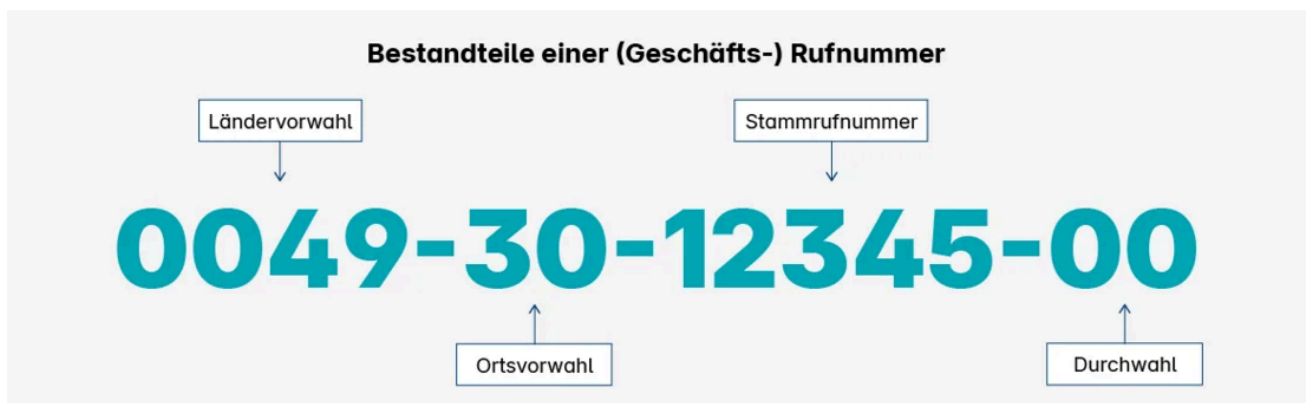 Bestandteile einer (Geschäfts-) Rufnummer
Ländervorwahl
Stammrufnummer
0049-30-12345-00
Ortsvorwahl
Durchwahl